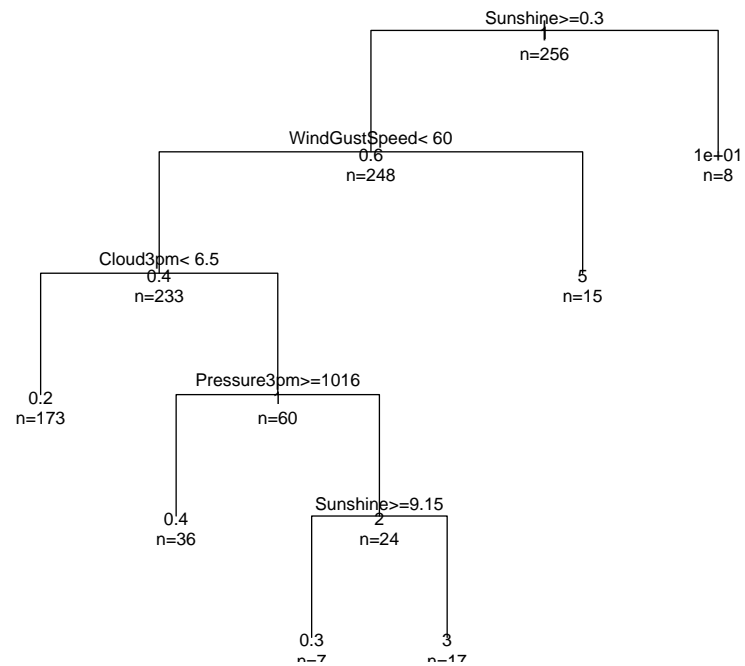 Sunshine>=0.3
1
n=256
WindGustSpeed< 60
0.6
n=248
1e+01
n=8
Cloud3pm< 6.5
0.4
n=233
5
n=15
Pressure3pm>=1016
0.2
n=173
1
n=60
Sunshine>=9.15
0.4
n=36
2
n=24
0.3
n=7
3
n=17